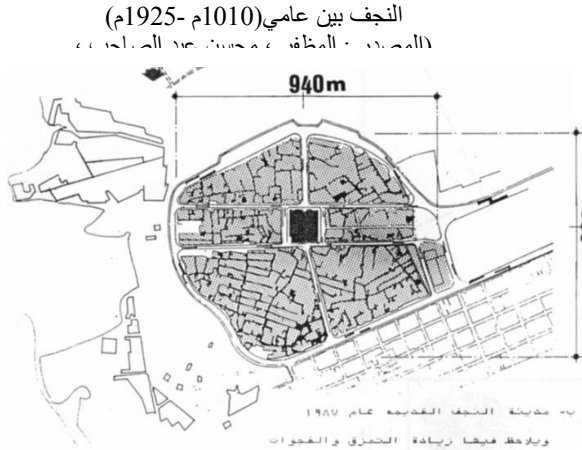 النجف بين عامي(1010م -1925م)
(المصدر : المظفر ، محسن عبد الصاحب ،
940m
ب- مدينة النجف القديمة عام ١٩٨٧
ويلاحظ فيها زيادة التمزق والفجوات